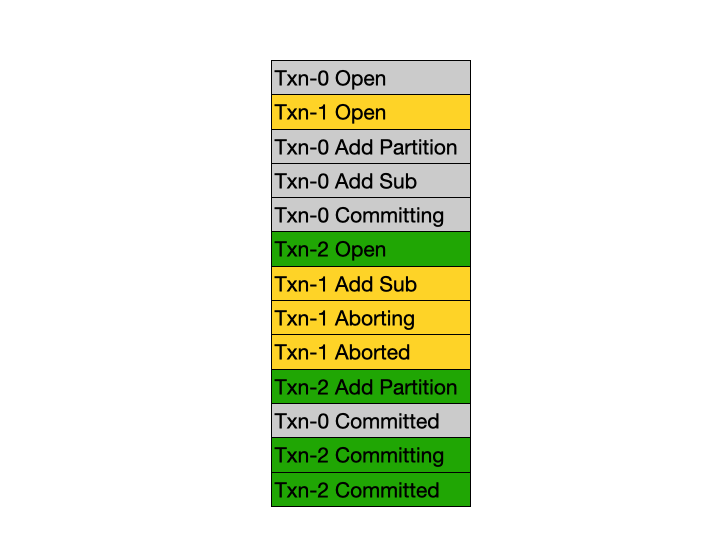 Txn-0 Open
Txn-1 Open
Txn-0 Add Partition
Txn-0 Add Sub
Txn-0 Committing
Txn-2 Open
Txn-1 Add Sub
Txn-1 Aborting
Txn-1 Aborted
Txn-2 Add Partition
Txn-0 Committed
Txn-2 Committing
Txn-2 Committed